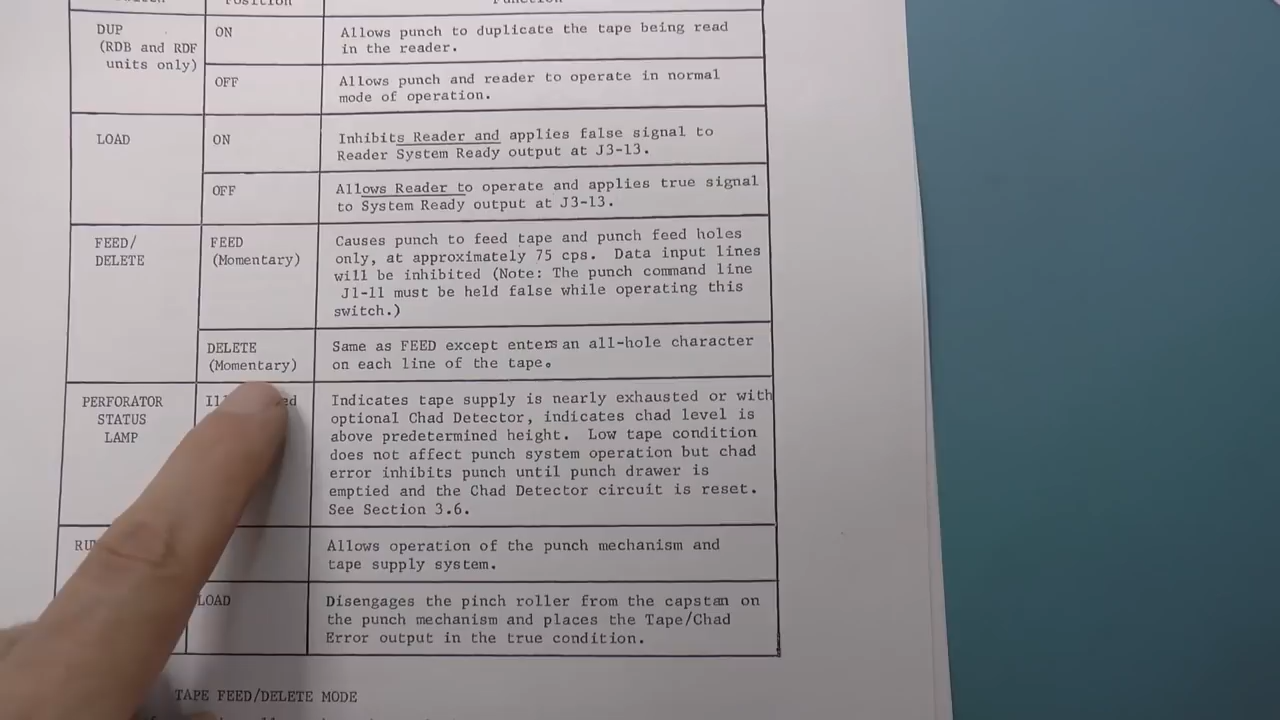 Position
Function
DUP
(RDB and RDF
units only)
ON
Allows punch to duplicate the tape being read
in the reader.
OFF
Allows punch and reader to operate in normal
mode of operation.
LOAD
ON
Inhibits Reader and applies false signal to
Reader System Ready output at J3-13.
OFF
Allows Reader to operate and applies true signal
to System Ready output at J3-13.
FEED/
DELETE
FEED
(Momentary)
Causes punch to feed tape and punch feed holes
only, at approximately 75 cps. Data input lines
will be inhibited (Note: The punch command line
J1-11 must be held false while operating this
switch.)
DELETE
(Momentary)
Same as FEED except enters an all-hole character
on each line of the tape.
PERFORATOR
STATUS
LAMP
Indicates tape supply is nearly exhausted or with
optional Chad Detector, indicates chad level is
above predetermined height. Low tape condition
does not affect punch system operation but chad
error inhibits punch until punch drawer is
emptied and the Chad Detector circuit is reset.
See Section 3.6.
Allows operation of the punch mechanism and
tape supply system.
LOAD
Disengages the pinch roller from the capstan on
the punch mechanism and places the Tape/Chad
Error output in the true condition.
TAPE FEED/DELETE MODE